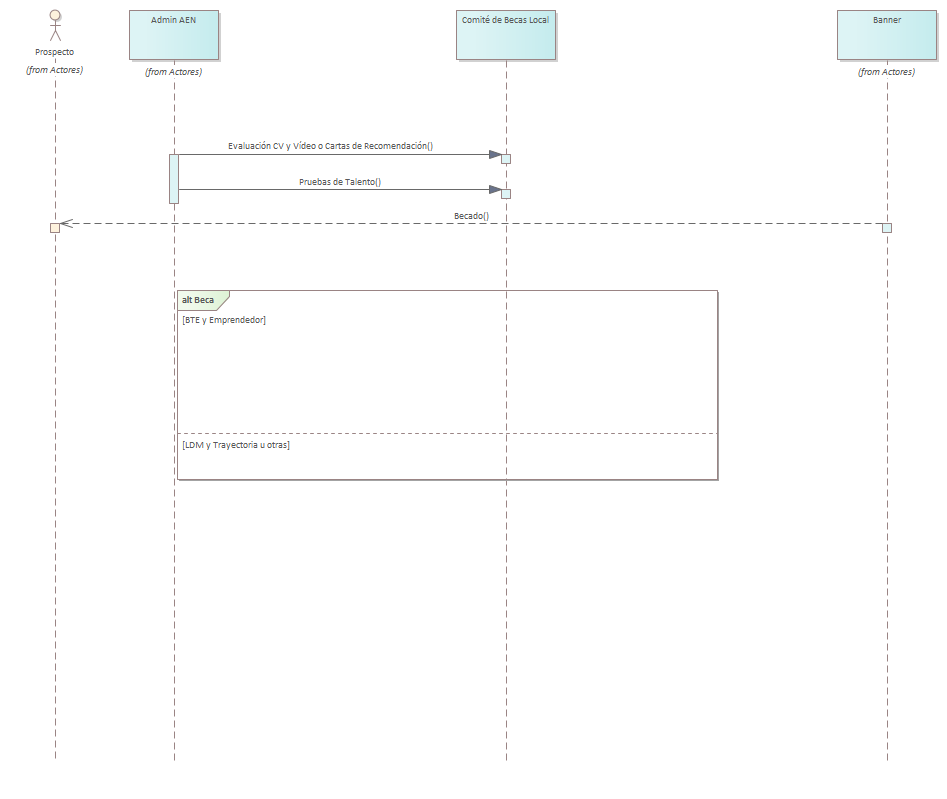 Admin AEN
Comité de Becas Local
Banner
Prospecto
(from Actores)
(from Actores)
(from Actores)
Evaluación CV y Vídeo o Cartas de Recomendación()
Pruebas de Talento()
Becado()
alt Beca
[BTE y Emprendedor]
[LDM y Trayectoria u otras]